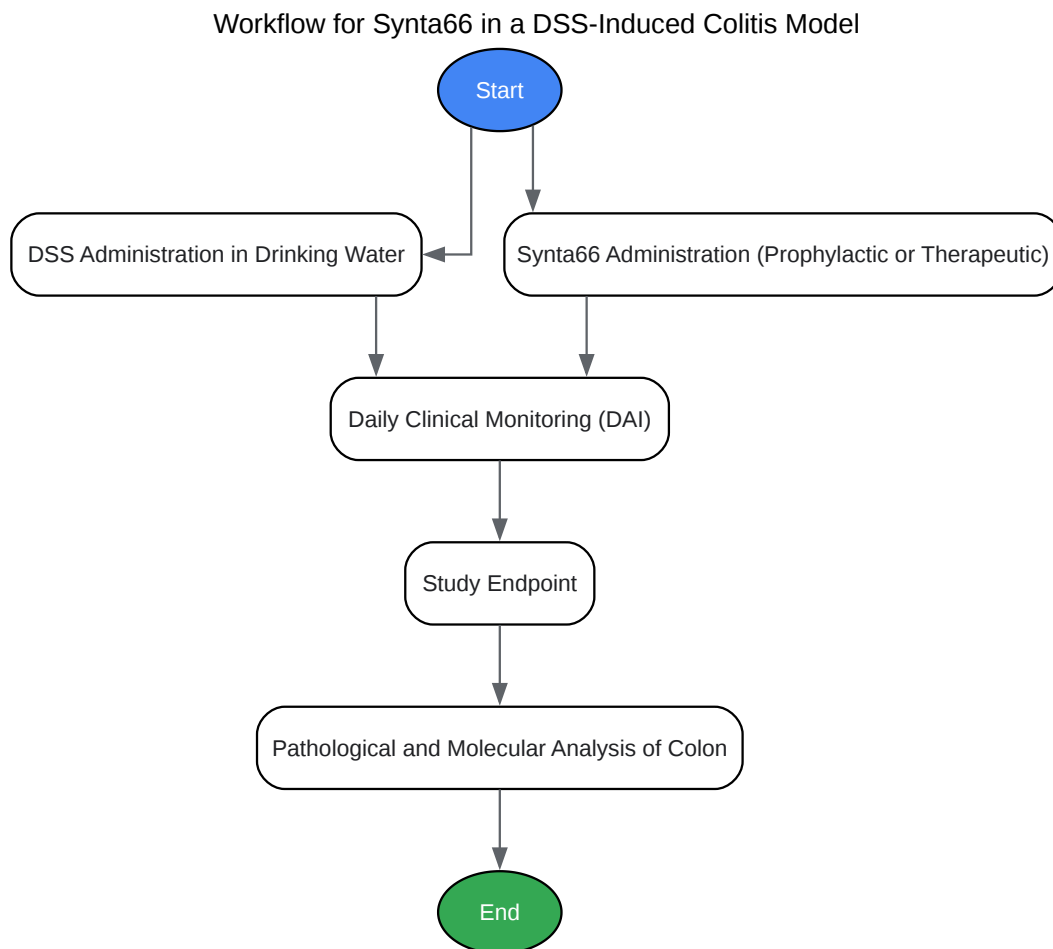 Workflow for Synta66 in a DSS-Induced Colitis Model
Start
DSS Administration in Drinking Water
Synta66 Administration (Prophylactic or Therapeutic)
Daily Clinical Monitoring (DAI)
Study Endpoint
Pathological and Molecular Analysis of Colon
End